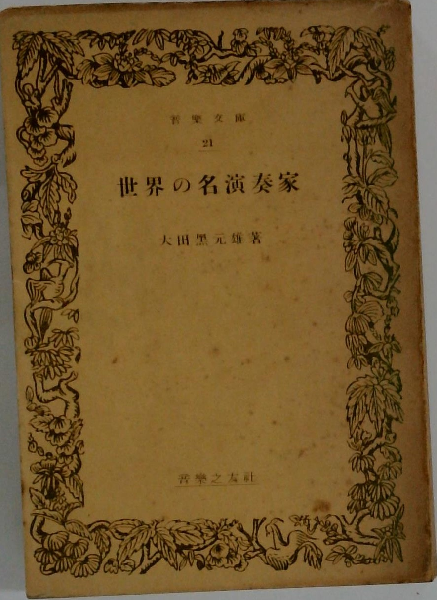 音樂文庫
21
世界の名演奏家
大田黒元雄著
音樂之友社